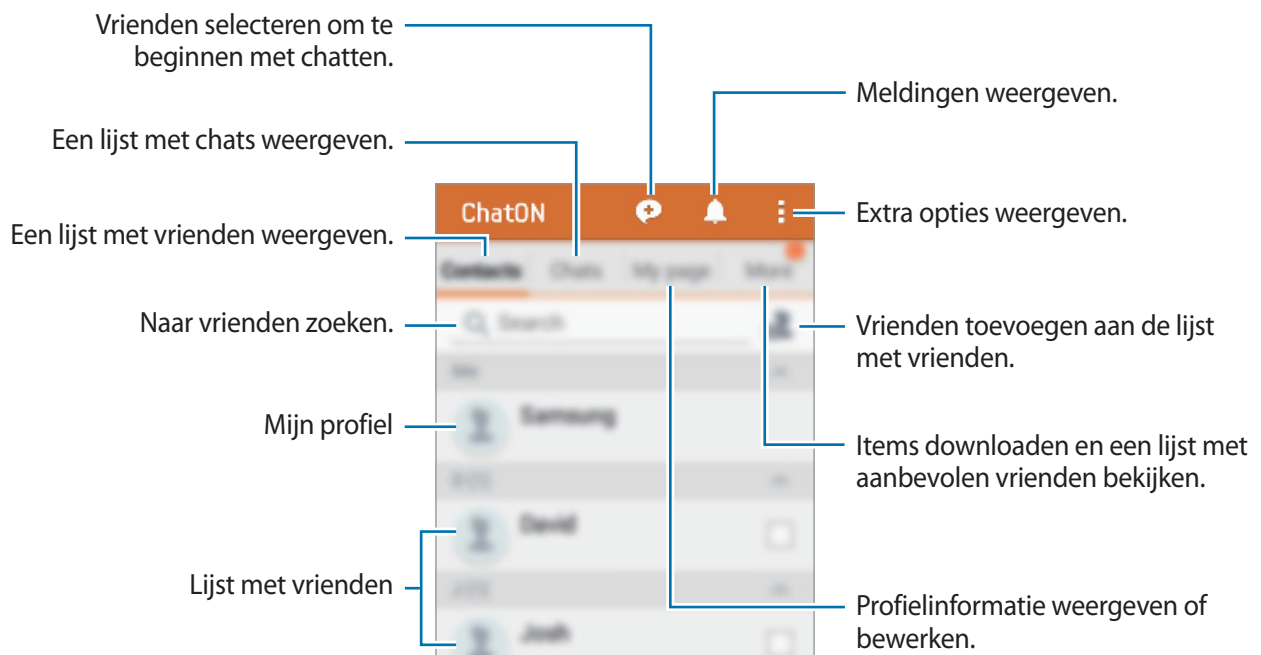 Vrienden selecteren om te
beginnen met chatten.
Meldingen weergeven.
Een lijst met chats weergeven.
ChatON
Extra opties weergeven.
Een lijst met vrienden weergeven.
Contacts Chats My page More
Naar vrienden zoeken.
Search
Vrienden toevoegen aan de lijst
met vrienden.
Me
Mijn profiel
Samsung
Items downloaden en een lijst met
aanbevolen vrienden bekijken.
David
Lijst met vrienden
Profielinformatie weergeven of
bewerken.
Josh